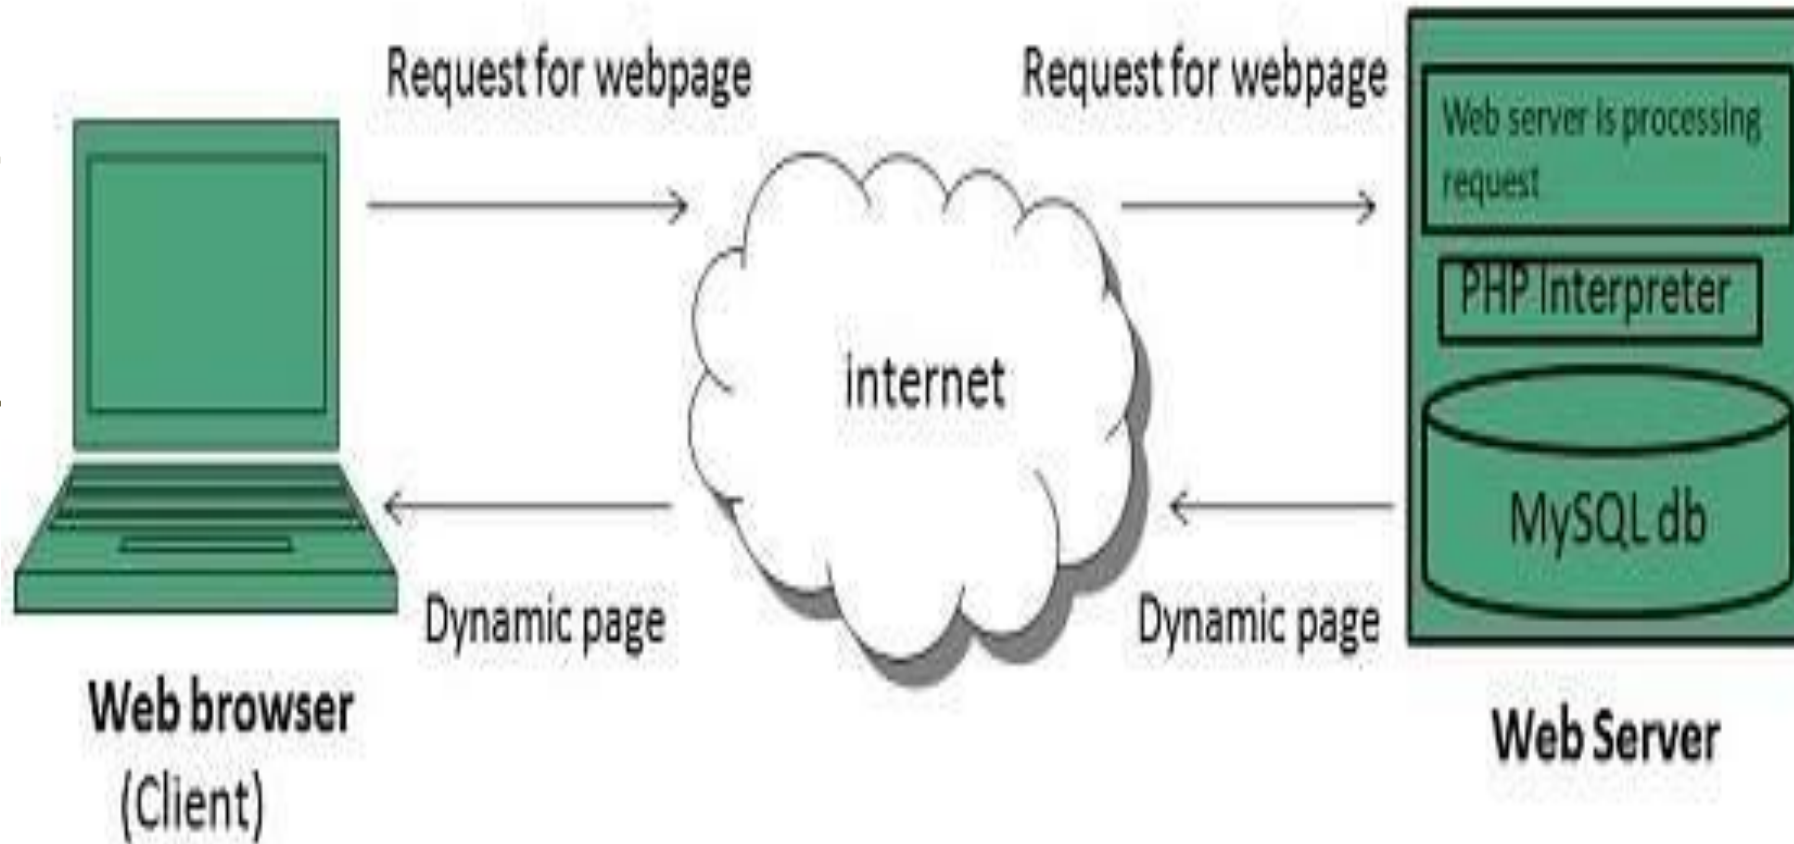 Request for webpage
Request for webpage
Web server is processing
request
PHP Interpreter
internet
MySQL db
Dynamic page
Dynamic page
Web browser
(Client)
Web Server